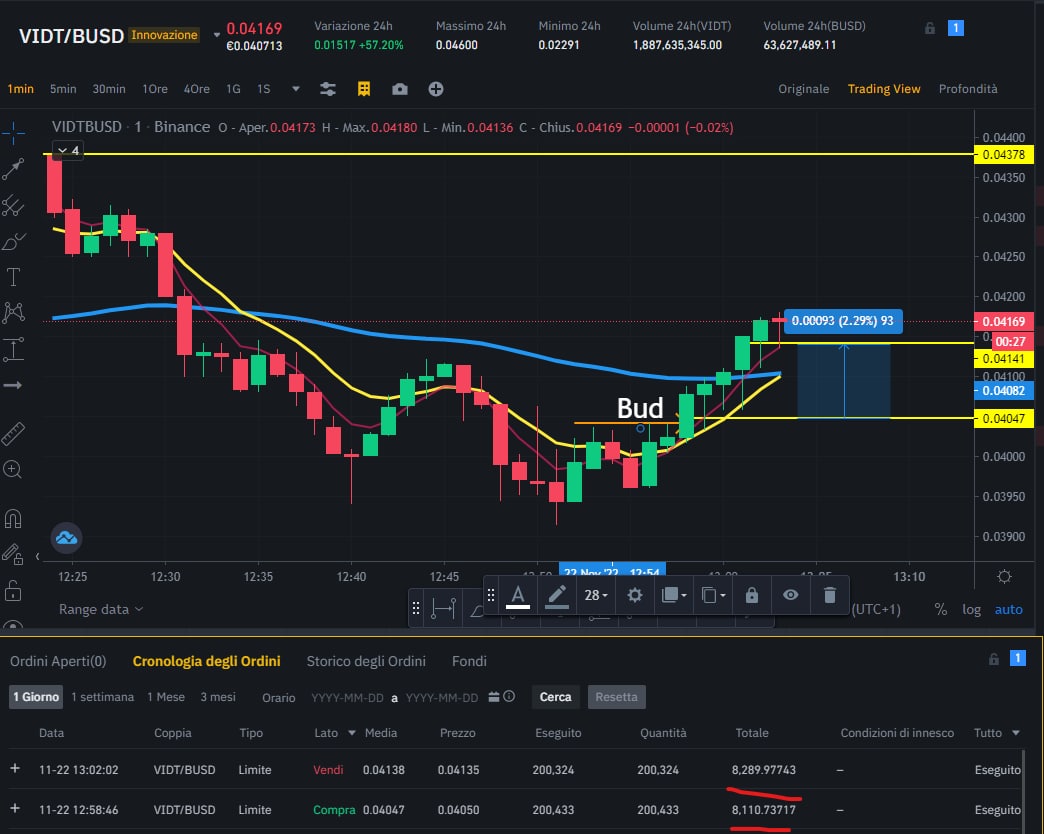 VIDT/BUSD Innovazione 0.04169 €0.040713
Variazione 24h 0.01517 +57.20%
Massimo 24h 0.04600
Minimo 24h 0.02291
Volume 24h(VIDT) 1,887,635,345.00
Volume 24h(BUSD) 63,627,489.11
1
1min 5min 30min 1Ore 4Ore 1G 1S Originale Trading View Profondità
VIDTBUSD · 1 · Binance O - Aper.0.04173 H - Max.0.04180 L - Min.0.04136 C - Chius.0.04169 −0.00001 (−0.02%)
4
0.04400
0.04378
0.04350
0.04300
0.04250
0.04200
0.00093 (2.29%) 93
0.04169
00:27
0.04141
0.04100
0.04082
Bud
0.04047
0.04000
0.03950
0.03900
12:25 12:30 12:35 12:40 12:45 22 Nov '22 12:54 13:10
28
Range data (UTC+1) % log auto
Ordini Aperti(0) Cronologia degli Ordini Storico degli Ordini Fondi 1
1 Giorno 1 settimana 1 Mese 3 mesi Orario YYYY-MM-DD a YYYY-MM-DD Cerca Resetta
Data Coppia Tipo Lato Media Prezzo Eseguito Quantità Totale Condizioni di innesco Tutto
+ 11-22 13:02:02 VIDT/BUSD Limite Vendi 0.04138 0.04135 200,324 200,324 8,289.97743 – Eseguito
+ 11-22 12:58:46 VIDT/BUSD Limite Compra 0.04047 0.04050 200,433 200,433 8,110.73717 – Eseguito